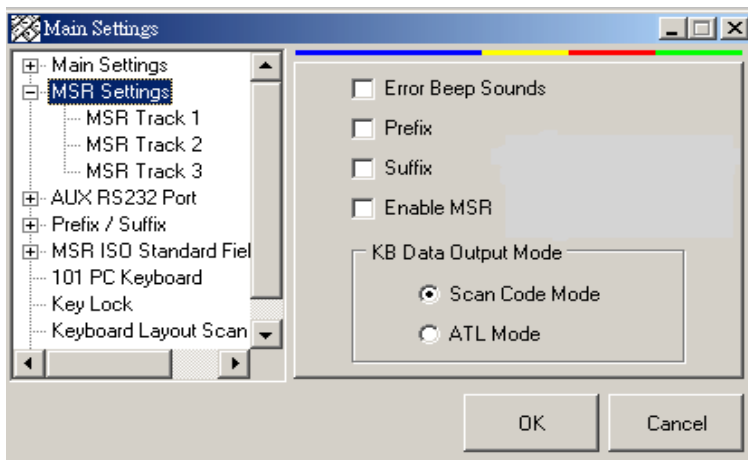 Main Settings
Main Settings
MSR Settings
MSR Track 1
MSR Track 2
MSR Track 3
AUX RS232 Port
Prefix / Suffix
MSR ISO Standard Fiel
101 PC Keyboard
Key Lock
Keyboard Layout Scan
Error Beep Sounds
Prefix
Suffix
Enable MSR
KB Data Output Mode
Scan Code Mode
ATL Mode
OK
Cancel